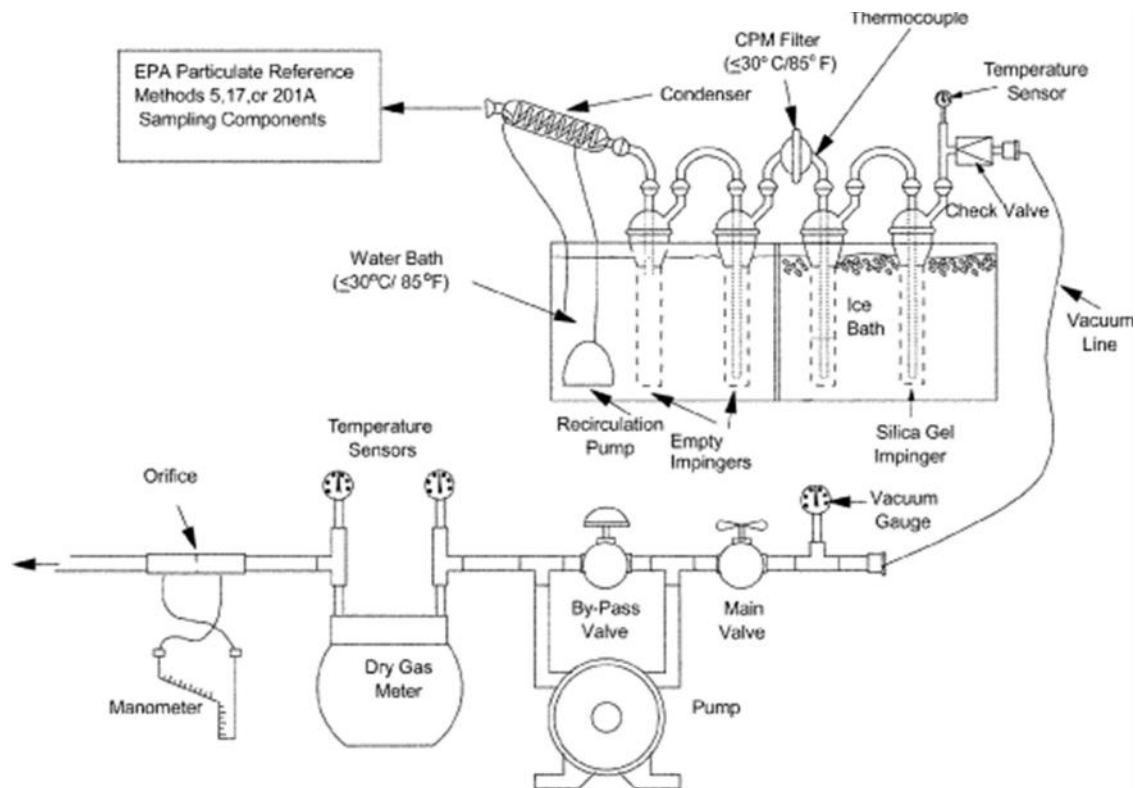 Thermocouple
CPM Filter
(≤30° C/85° F)
EPA Particulate Reference
Methods 5,17,or 201A
Sampling Components
Condenser
Temperature
Sensor
Check Valve
Water Bath
(≤30°C/ 85°F)
Ice
Bath
Vacuum
Line
Recirculation
Pump
Empty
Impingers
Silica Gel
Impinger
Temperature
Sensors
Orifice
Vacuum
Gauge
By-Pass
Valve
Main
Valve
Dry Gas
Meter
Manometer
Pump